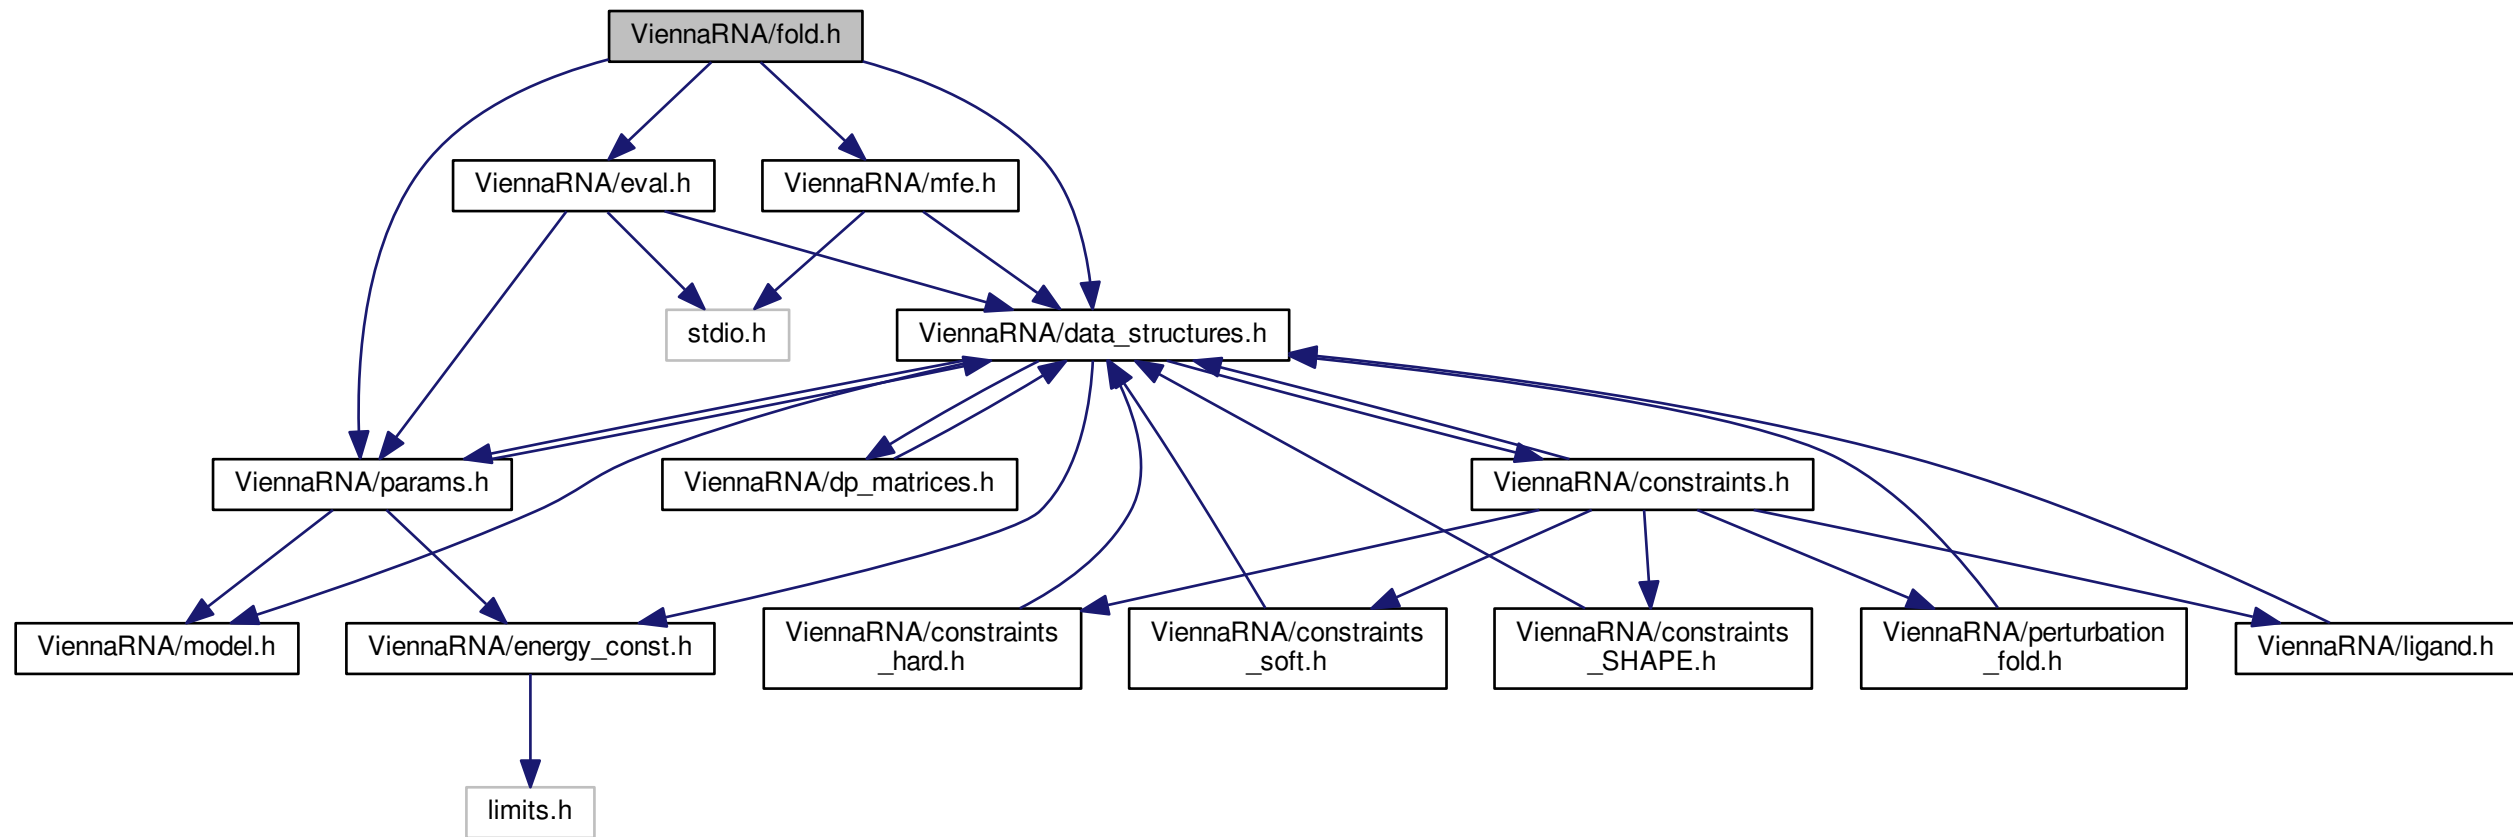 ViennaRNA/fold.h
ViennaRNA/eval.h
ViennaRNA/mfe.h
stdio.h
ViennaRNA/data_structures.h
ViennaRNA/params.h
ViennaRNA/dp_matrices.h
ViennaRNA/constraints.h
ViennaRNA/model.h
ViennaRNA/energy_const.h
ViennaRNA/constraints
_hard.h
ViennaRNA/constraints
_soft.h
ViennaRNA/constraints
_SHAPE.h
ViennaRNA/perturbation
_fold.h
ViennaRNA/ligand.h
limits.h